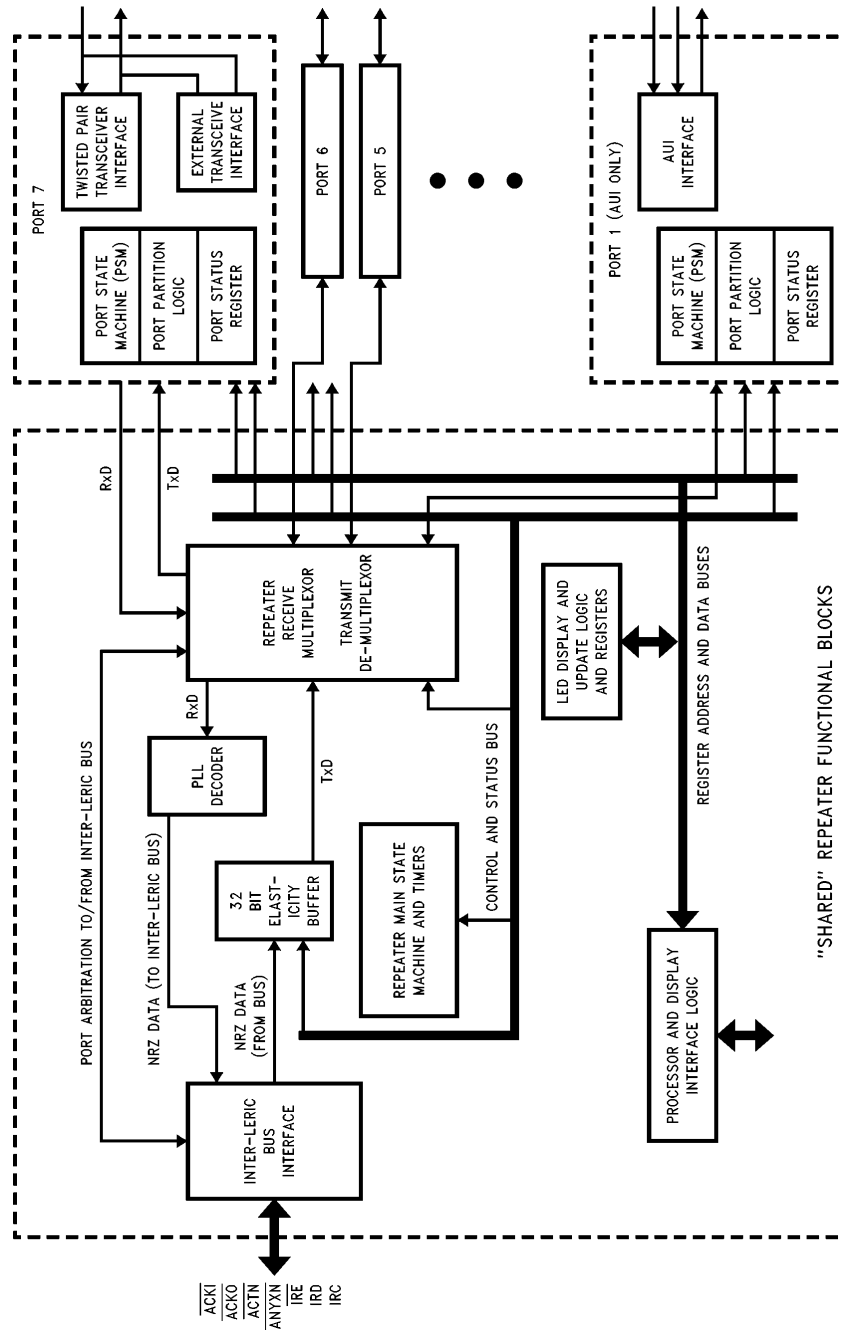 PORT 7
TWISTED PAIR
TRANSCEIVER
INTERFACE
EXTERNAL
TRANSCEIVE
INTERFACE
PORT STATE
MACHINE (PSM)
PORT PARTITION
LOGIC
PORT STATUS
REGISTER
PORT 6
PORT 5
PORT 1 (AUI ONLY)
AUI
INTERFACE
PORT STATE
MACHINE (PSM)
PORT PARTITION
LOGIC
PORT STATUS
REGISTER
RxD
TxD
REPEATER
RECEIVE
MULTIPLEXOR
TRANSMIT
DE-MULTIPLEXOR
PORT ARBITRATION TO/FROM INTER-LERIC BUS
RxD
PLL
DECODER
NRZ DATA (TO INTER-LERIC BUS)
TxD
32
BIT
ELAST-
ICITY
BUFFER
NRZ DATA
(FROM BUS)
REPEATER MAIN STATE
MACHINE AND TIMERS
CONTROL AND STATUS BUS
LED DISPLAY AND
UPDATE LOGIC
AND REGISTERS
REGISTER ADDRESS AND DATA BUSES
PROCESSOR AND DISPLAY
INTERFACE LOGIC
INTER-LERIC
BUS
INTERFACE
ACKI
ACKO
ACTN
ANYXN
IRE
IRD
IRC
"SHARED" REPEATER FUNCTIONAL BLOCKS